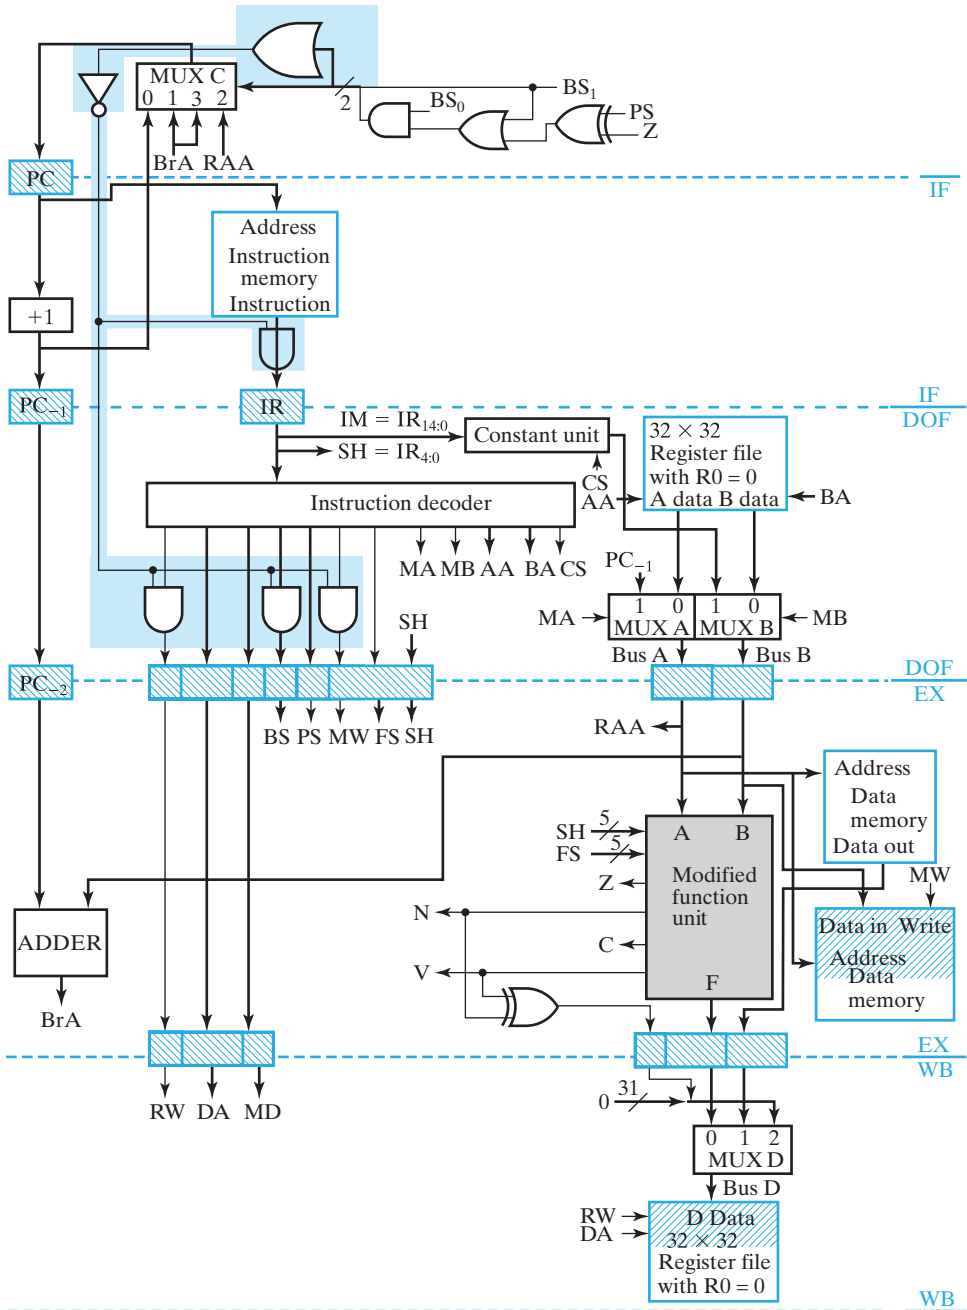 MUX C
0 1 3 2
2
BS₀
BS₁
PS
Z
BrA RAA
PC
IF
Address
Instruction
memory
Instruction
+1
PC₋₁
IR
IF
DOF
IM = IR₁₄:₀
SH = IR₄:₀
Constant unit
CS
32 × 32
Register file
with R0 = 0
A data B data
AA
BA
Instruction decoder
MA MB AA BA CS
PC₋₁
1 0 1 0
MUX A MUX B
MA
MB
SH
Bus A
Bus B
PC₋₂
DOF
EX
BS PS MW FS SH
RAA
Address
Data
memory
Data out
A B
SH 5
FS 5
Modified
function
unit
Z
N
C
V
F
MW
Data in Write
Address
Data
memory
ADDER
BrA
EX
WB
RW DA MD
0 31
0 1 2
MUX D
Bus D
RW
DA
D Data
32 × 32
Register file
with R0 = 0
WB